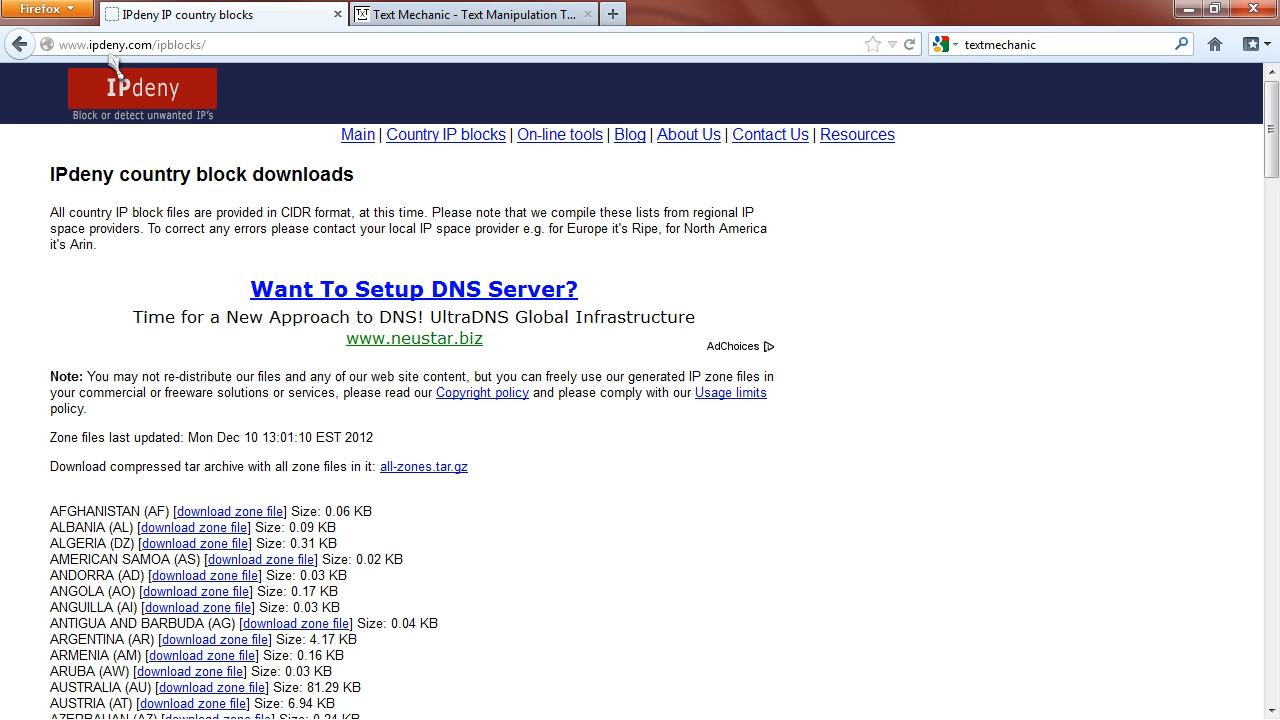 Firefox
IPdeny IP country blocks
Text Mechanic - Text Manipulation T...
www.ipdeny.com/ipblocks/
textmechanic
IPdeny
Block or detect unwanted IP's
Main | Country IP blocks | On-line tools | Blog | About Us | Contact Us | Resources
IPdeny country block downloads
All country IP block files are provided in CIDR format, at this time. Please note that we compile these lists from regional IP
space providers. To correct any errors please contact your local IP space provider e.g. for Europe it's Ripe, for North America
it's Arin.
Want To Setup DNS Server?
Time for a New Approach to DNS! UltraDNS Global Infrastructure
www.neustar.biz
AdChoices
Note: You may not re-distribute our files and any of our web site content, but you can freely use our generated IP zone files in
your commercial or freeware solutions or services, please read our Copyright policy and please comply with our Usage limits
policy.
Zone files last updated: Mon Dec 10 13:01:10 EST 2012
Download compressed tar archive with all zone files in it: all-zones.tar.gz
AFGHANISTAN (AF) [download zone file] Size: 0.06 KB
ALBANIA (AL) [download zone file] Size: 0.09 KB
ALGERIA (DZ) [download zone file] Size: 0.31 KB
AMERICAN SAMOA (AS) [download zone file] Size: 0.02 KB
ANDORRA (AD) [download zone file] Size: 0.03 KB
ANGOLA (AO) [download zone file] Size: 0.17 KB
ANGUILLA (AI) [download zone file] Size: 0.03 KB
ANTIGUA AND BARBUDA (AG) [download zone file] Size: 0.04 KB
ARGENTINA (AR) [download zone file] Size: 4.17 KB
ARMENIA (AM) [download zone file] Size: 0.16 KB
ARUBA (AW) [download zone file] Size: 0.03 KB
AUSTRALIA (AU) [download zone file] Size: 81.29 KB
AUSTRIA (AT) [download zone file] Size: 6.94 KB
AZERBAIJAN (AZ) [download zone file] Size: 0.24 KB